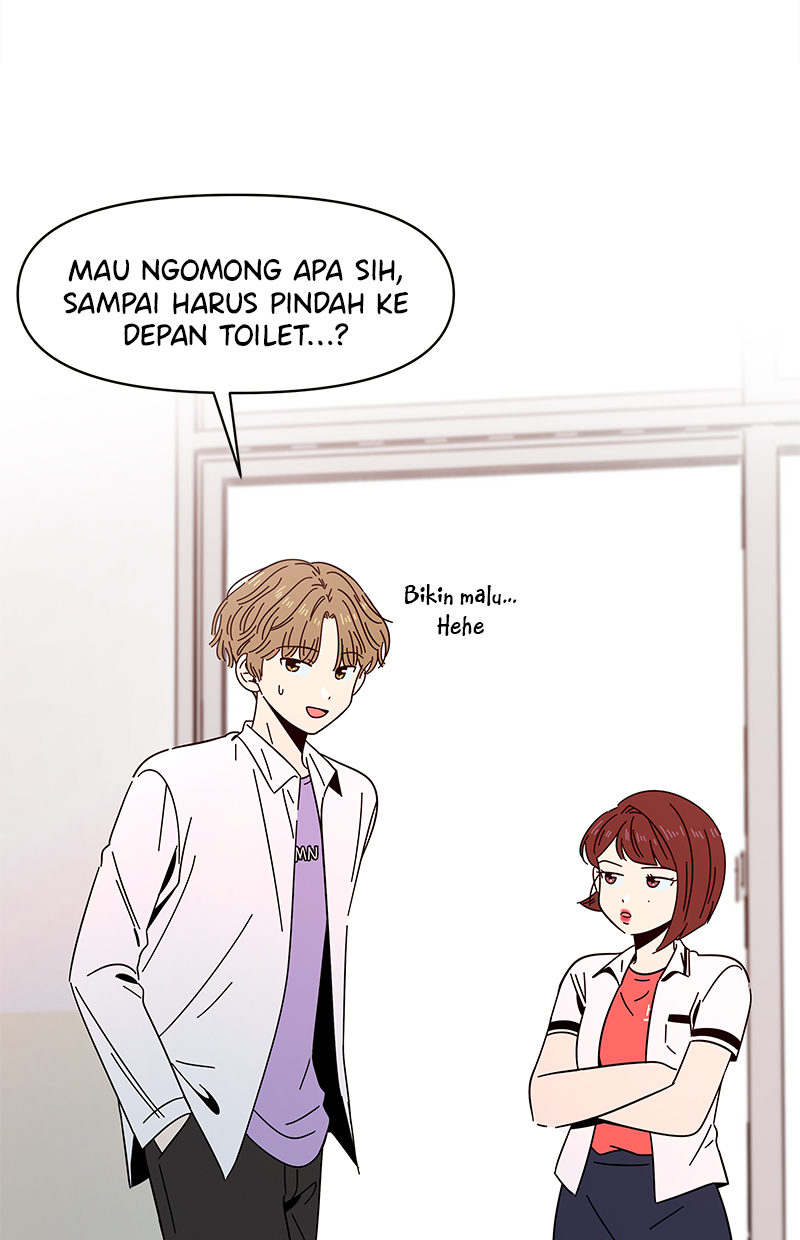 MAU NGOMONG APA SIH,
SAMPAI HARUS PINDAH KE
DEPAN TOILET...?
Bikin malu...
Hehe
MN